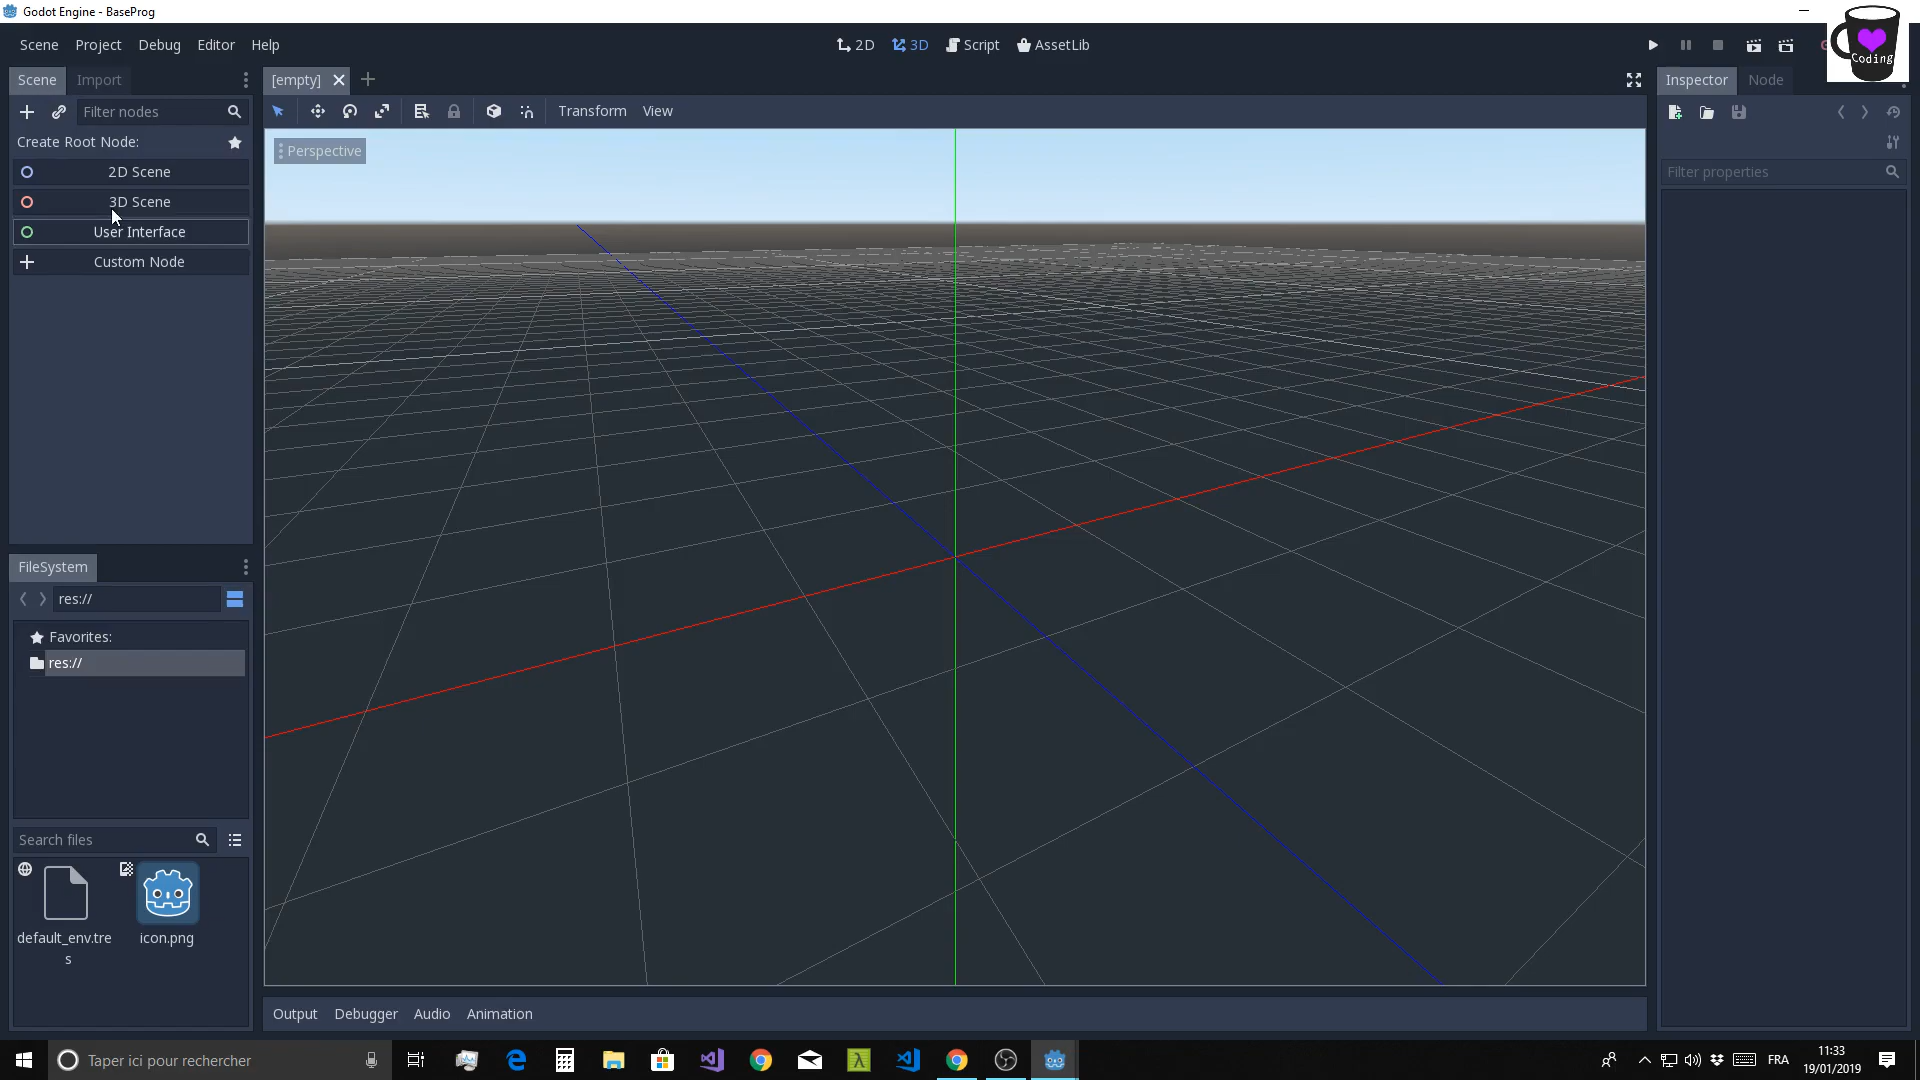 Godot Engine - BaseProg
Scene Project Debug Editor Help
2D 3D Script AssetLib
Coding
Scene Import
[empty]
Inspector Node
Filter nodes
Transform View
Create Root Node:
Perspective
2D Scene
3D Scene
User Interface
Custom Node
Filter properties
FileSystem
res://
Favorites:
res://
Search files
default_env.tre
s
icon.png
Output Debugger Audio Animation
Taper ici pour rechercher
FRA
11:33
19/01/2019